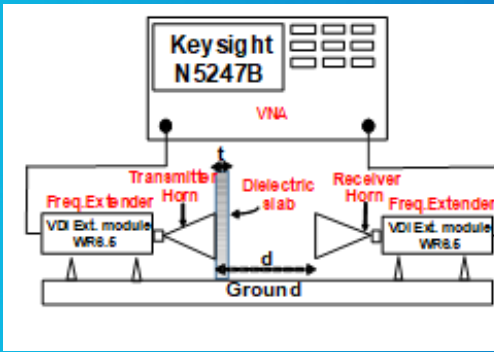 Keysight
N5247B
VNA
t
Transmitter
Horn
Dielectric
slab
Receiver
Horn
Freq.Extender
Freq.Extender
VDI Ext. module
WR6.5
VDI Ext. module
WR6.5
d
Ground